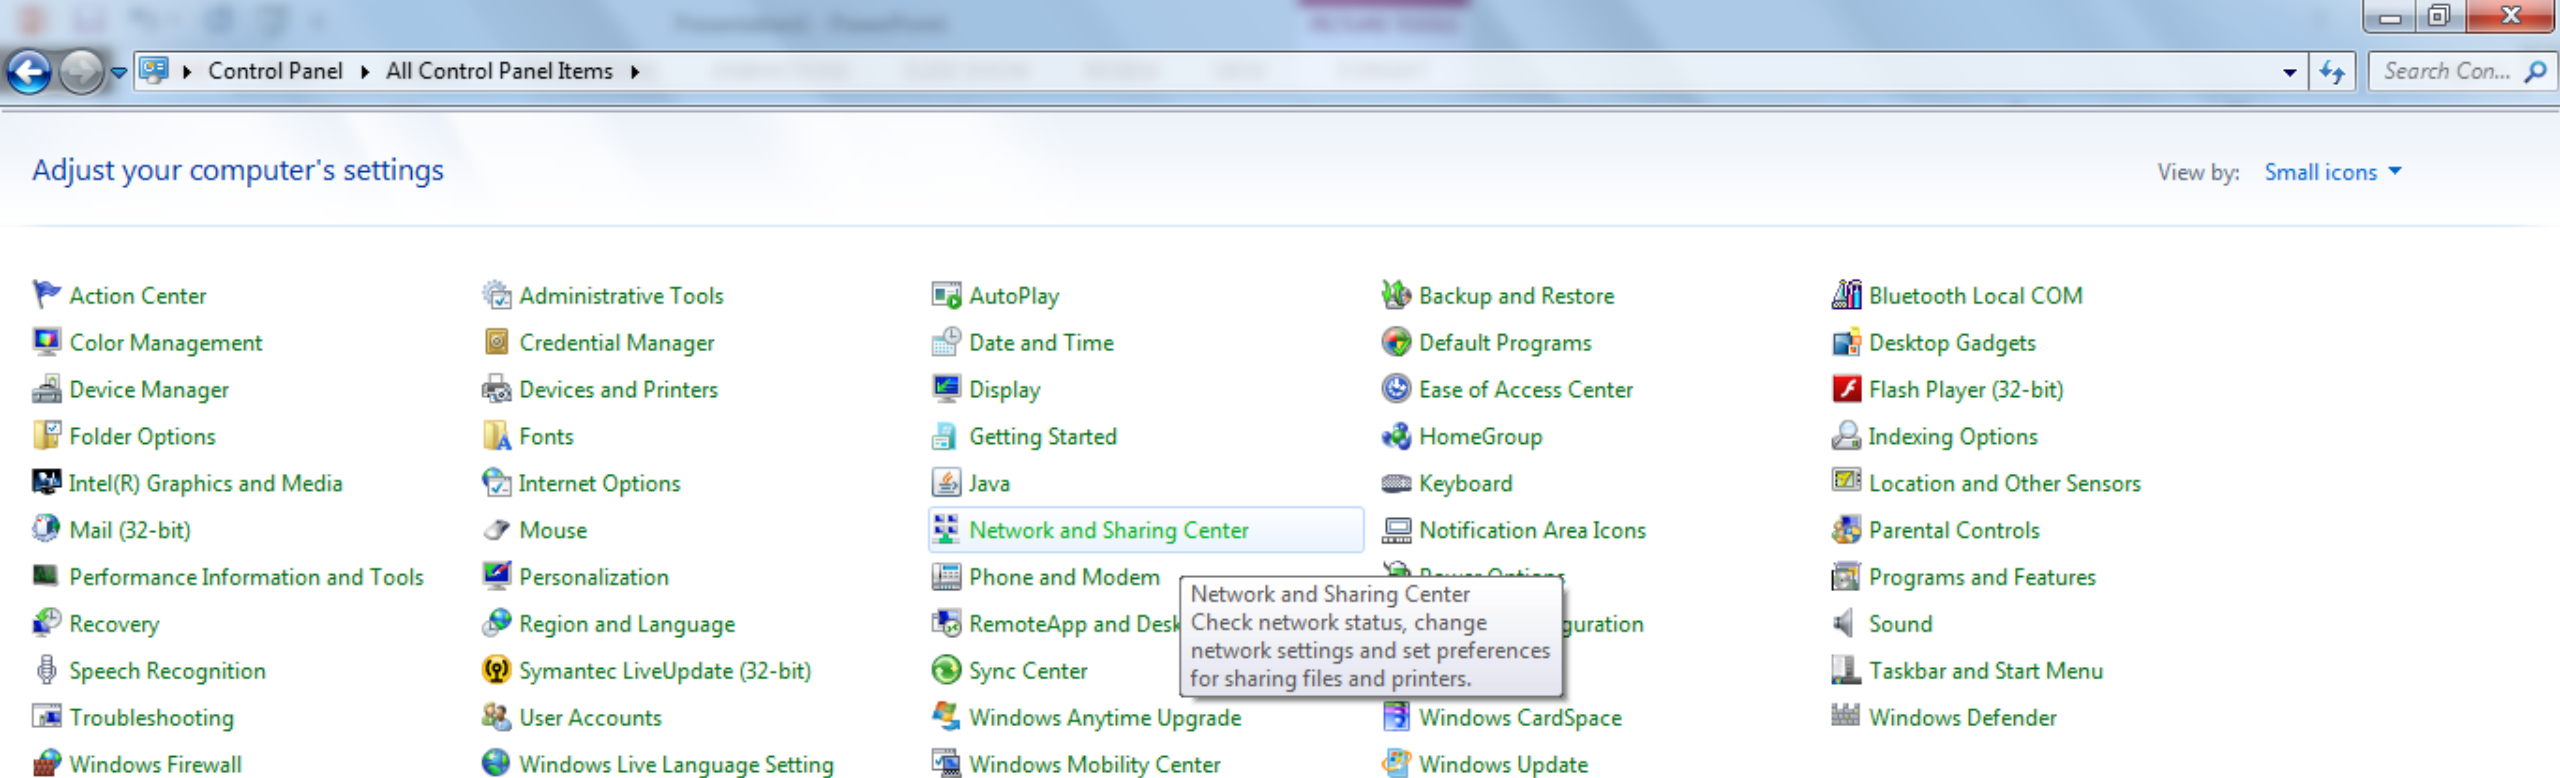 Control Panel
All Control Panel Items
Search Con...
Adjust your computer's settings
View by: Small icons
Action Center
Administrative Tools
AutoPlay
Backup and Restore
Bluetooth Local COM
Color Management
Credential Manager
Date and Time
Default Programs
Desktop Gadgets
Device Manager
Devices and Printers
Display
Ease of Access Center
Flash Player (32-bit)
Folder Options
Fonts
Getting Started
HomeGroup
Indexing Options
Intel(R) Graphics and Media
Internet Options
Java
Keyboard
Location and Other Sensors
Mail (32-bit)
Mouse
Network and Sharing Center
Notification Area Icons
Parental Controls
Performance Information and Tools
Personalization
Phone and Modem
Power Options
Programs and Features
Network and Sharing Center
Check network status, change
network settings and set preferences
for sharing files and printers.
Recovery
Region and Language
RemoteApp and Desk
guration
Sound
Speech Recognition
Symantec LiveUpdate (32-bit)
Sync Center
Taskbar and Start Menu
Troubleshooting
User Accounts
Windows Anytime Upgrade
Windows CardSpace
Windows Defender
Windows Firewall
Windows Live Language Setting
Windows Mobility Center
Windows Update